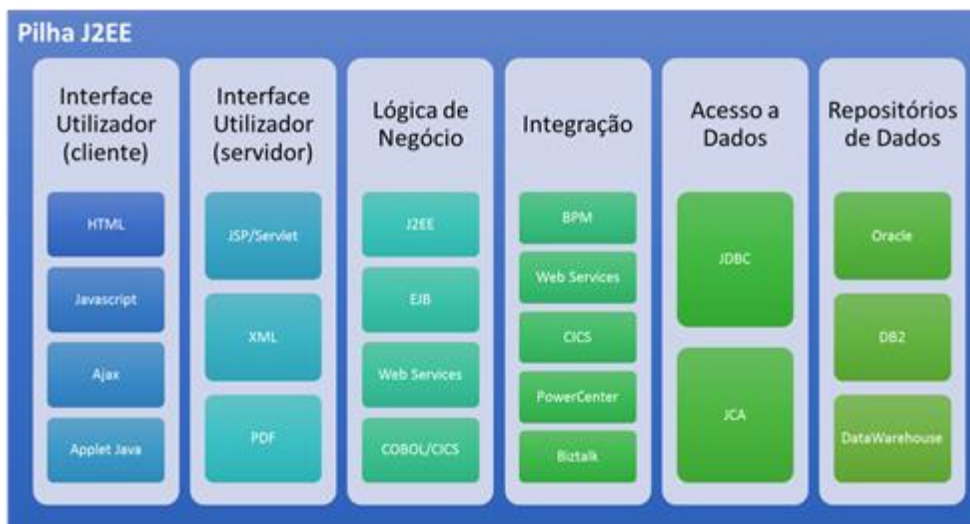 Pilha J2EE
Interface
Utilizador
(cliente)
HTML
Javascript
Ajax
Applet Java
Interface
Utilizador
(servidor)
JSP/Servlet
XML
PDF
Lógica de
Negócio
J2EE
EJB
Web Services
COBOL/CICS
Integração
BPM
Web Services
CICS
PowerCenter
Biztalk
Acesso a
Dados
JDBC
JCA
Repositórios
de Dados
Oracle
DB2
DataWarehouse